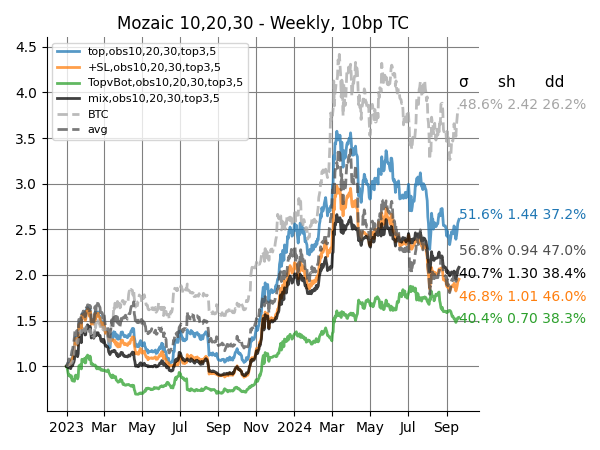 Mozaic 10,20,30 - Weekly, 10bp TC
4.5
4.0
3.5
3.0
2.5
2.0
1.5
1.0
top,obs10,20,30,top3,5
+SL,obs10,20,30,top3,5
TopvBot,obs10,20,30,top3,5
mix,obs10,20,30,top3,5
BTC
avg
σ sh dd
48.6% 2.42 26.2%
51.6% 1.44 37.2%
56.8% 0.94 47.0%
40.7% 1.30 38.4%
46.8% 1.01 46.0%
40.4% 0.70 38.3%
2023 Mar May Jul Sep Nov 2024 Mar May Jul Sep